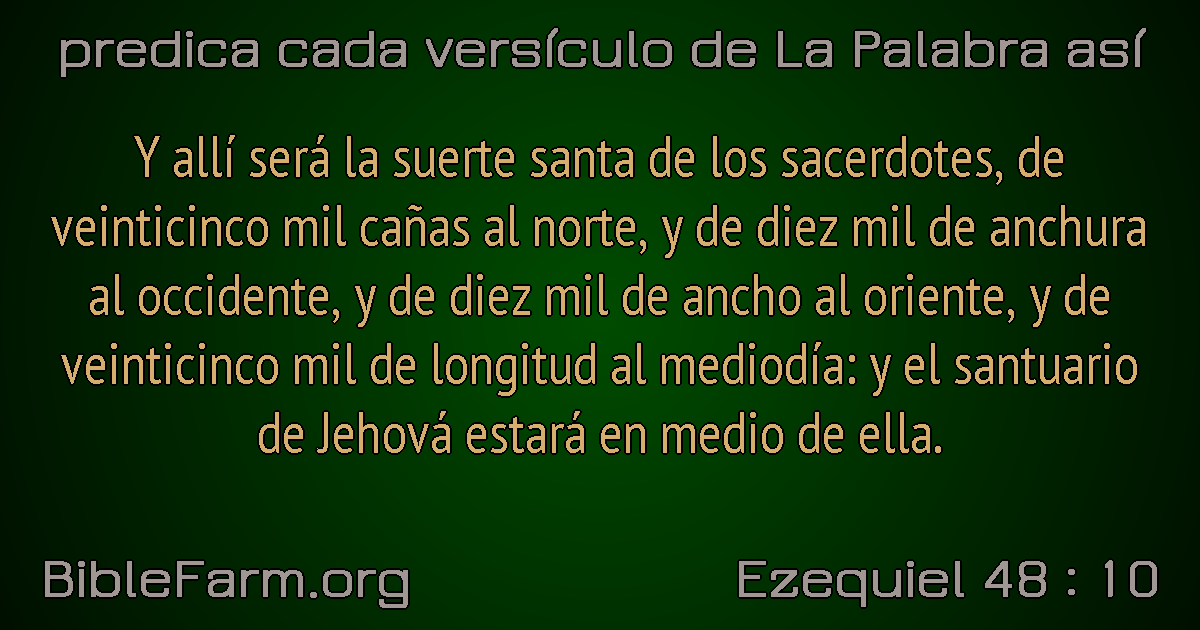 predica cada versículo de La Palabra así
Y allí será la suerte santa de los sacerdotes, de
veinticinco mil cañas al norte, y de diez mil de anchura
al occidente, y de diez mil de ancho al oriente, y de
veinticinco mil de longitud al mediodía: y el santuario
de Jehová estará en medio de ella.
BibleFarm.org
Ezequiel 48 : 10